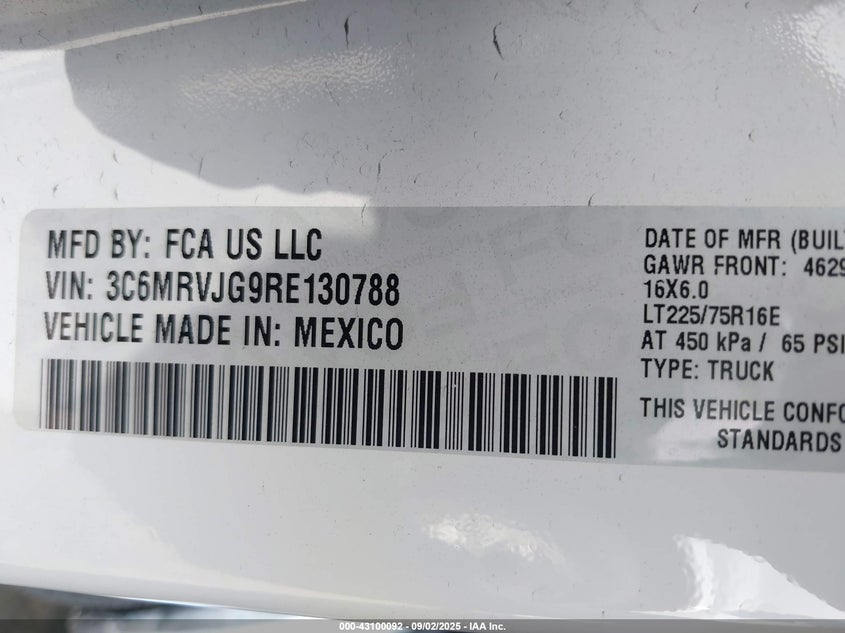 MFD BY: FCA US LLC
VIN: 3C6MRVJG9RE130788
VEHICLE MADE IN: MEXICO
DATE OF MFR (BUILT
GAWR FRONT: 4629
16X6.0
LT225/75R16E
AT 450 kPa / 65 PSI
TYPE: TRUCK
THIS VEHICLE CONFO
STANDARDS
000-43100092 - 09/02/2025 - IAA Inc.